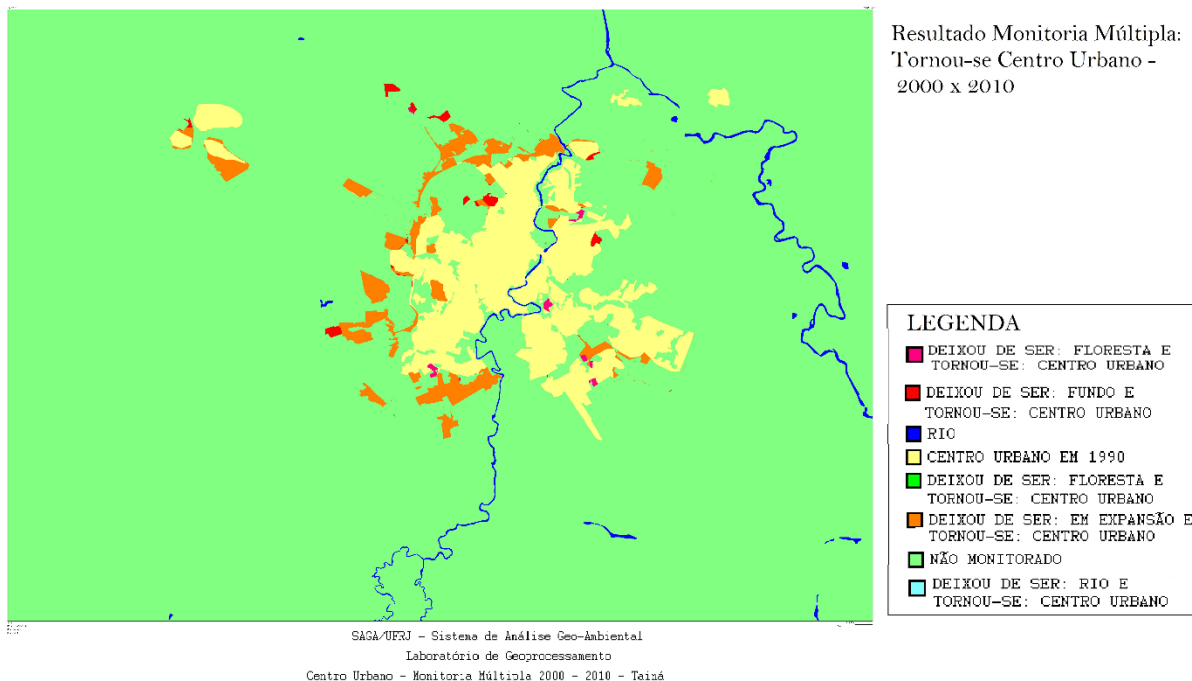 Resultado Monitoria Múltipla:
Tornou-se Centro Urbano -
2000 x 2010
LEGENDA
DEIXOU DE SER: FLORESTA E
TORNOU-SE: CENTRO URBANO
DEIXOU DE SER: FUNDO E
TORNOU-SE: CENTRO URBANO
RIO
CENTRO URBANO EM 1990
DEIXOU DE SER: FLORESTA E
TORNOU-SE: CENTRO URBANO
DEIXOU DE SER: EM EXPANSÃO E
TORNOU-SE: CENTRO URBANO
NÃO MONITORADO
DEIXOU DE SER: RIO E
TORNOU-SE: CENTRO URBANO
SAGA/UFRJ - Sistema de Análise Geo-Ambiental
Laboratório de Geoprocessamento
Centro Urbano - Monitoria Múltipla 2000 - 2010 - Tainá